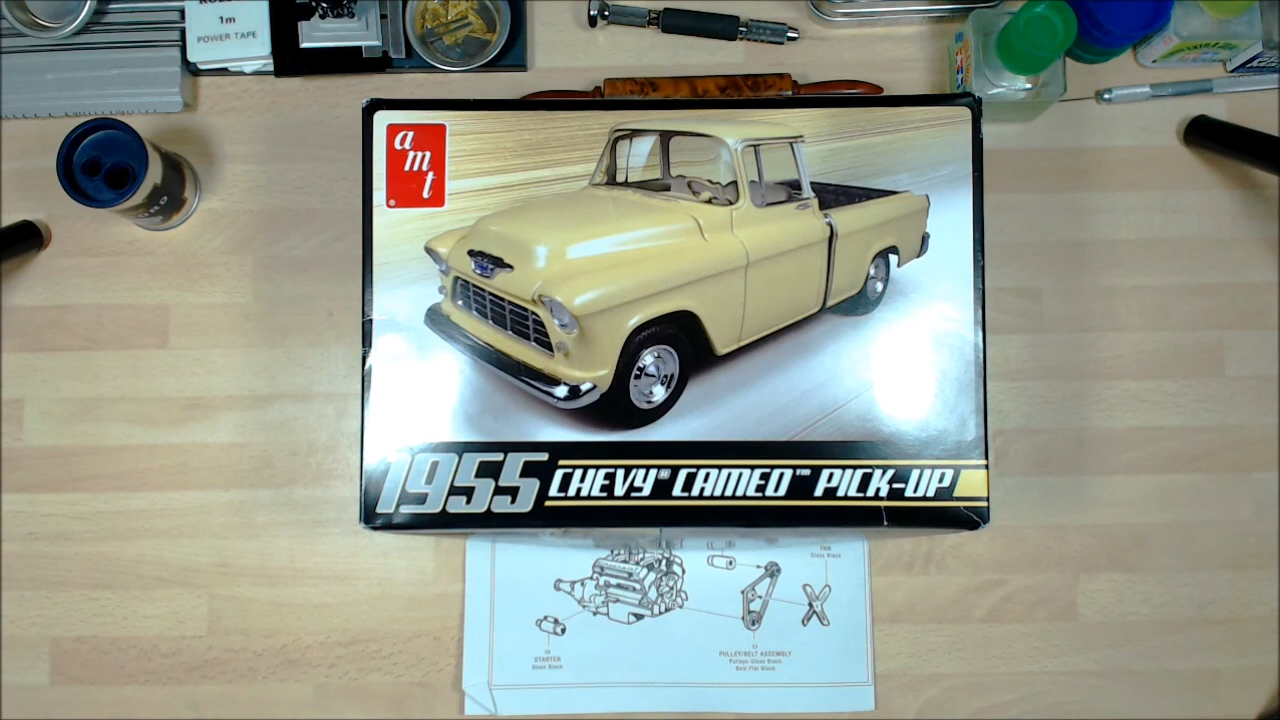 1m
POWER TAPE
amt
1955 CHEVY® CAMEO™ PICK-UP
FAN
Gloss Black
STARTER
Gloss Black
PULLEY/BELT ASSEMBLY
Pulleys-Gloss Black
Belt-Flat Black